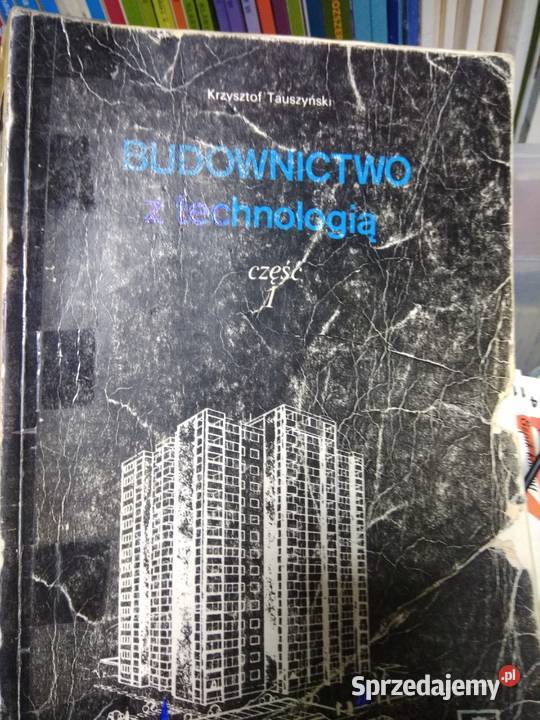 Krzysztof Tauszyński
BUDOWNICTWO
z technologią
część
1
Sprzedajemy.pl